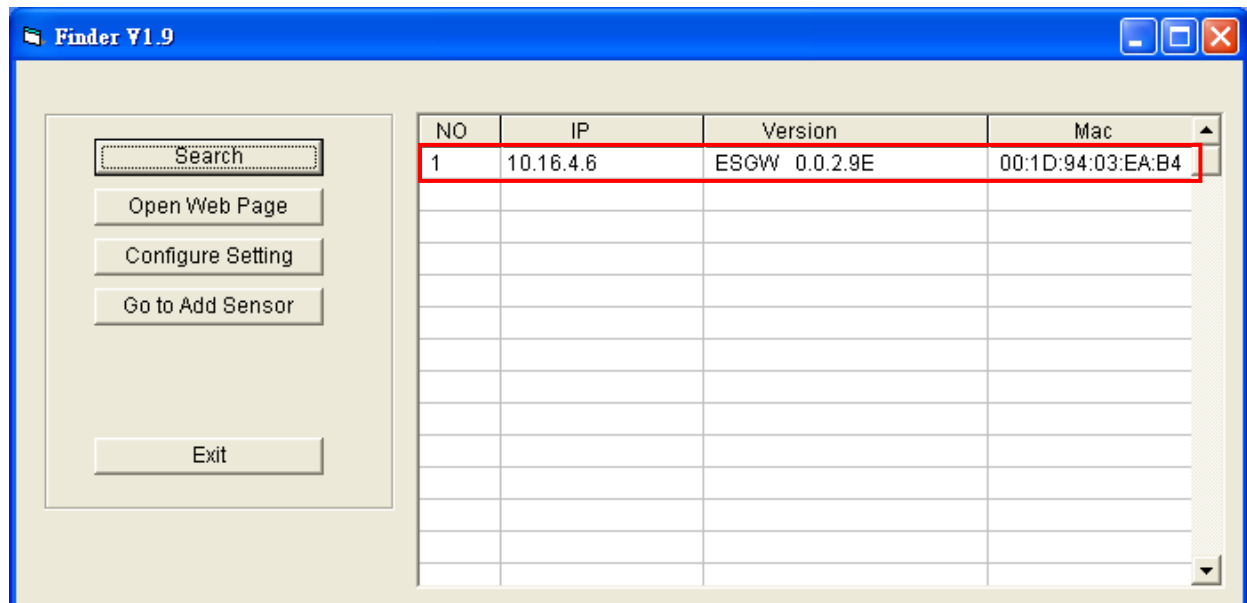 Finder V1.9
Search
Open Web Page
Configure Setting
Go to Add Sensor
Exit
NO IP Version Mac
1 10.16.4.6 ESGW 0.0.2.9E 00:1D:94:03:EA:B4